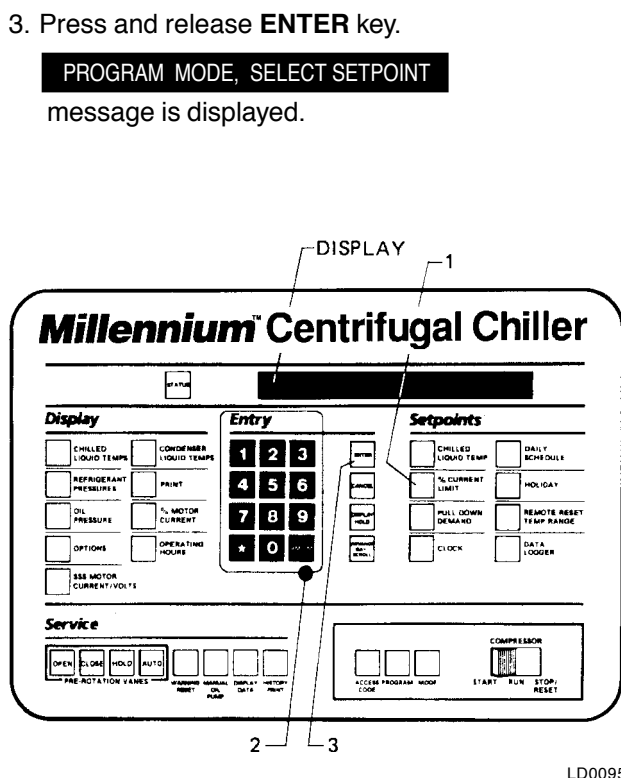 3. Press and release ENTER key.
PROGRAM MODE, SELECT SETPOINT
message is displayed.
DISPLAY
1
Millennium™ Centrifugal Chiller
STATUS
Display
Entry
Setpoints
CHILLED LIQUID TEMPS
CONDENSER LIQUID TEMPS
REFRIGERANT PRESSURES
PRINT
OIL PRESSURE
% MOTOR CURRENT
OPTIONS
OPERATING HOURS
SSS MOTOR CURRENT/VOLTS
1 2 3
4 5 6
7 8 9
* 0
ENTER
CANCEL
DISPLAY HOLD
ADVANCE DAY SCROLL
CHILLED LIQUID TEMP
DAILY SCHEDULE
% CURRENT LIMIT
HOLIDAY
PULL DOWN DEMAND
REMOTE RESET TEMP RANGE
CLOCK
DATA LOGGER
Service
OPEN CLOSE HOLD AUTO
PRE-ROTATION VANES
WARNING RESET
MANUAL OIL PUMP
DISPLAY DATA
HISTORY PRINT
ACCESS CODE
PROGRAM
MODE
COMPRESSOR
START RUN STOP/RESET
2
3
LD0095